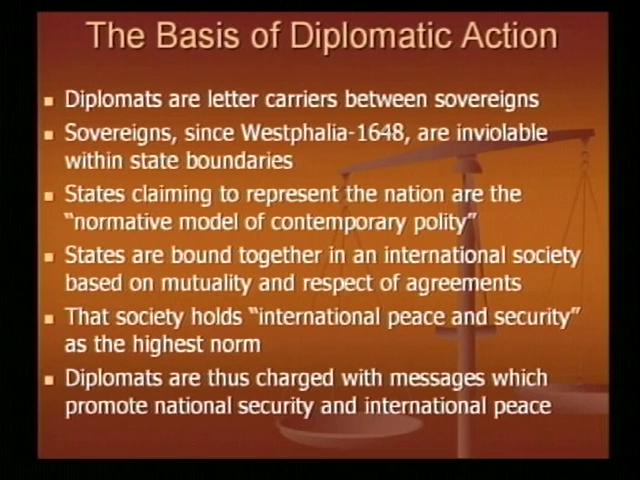 The Basis of Diplomatic Action
Diplomats are letter carriers between sovereigns
Sovereigns, since Westphalia-1648, are inviolable
within state boundaries
States claiming to represent the nation are the
“normative model of contemporary polity”
States are bound together in an international society
based on mutuality and respect of agreements
That society holds “international peace and security”
as the highest norm
Diplomats are thus charged with messages which
promote national security and international peace